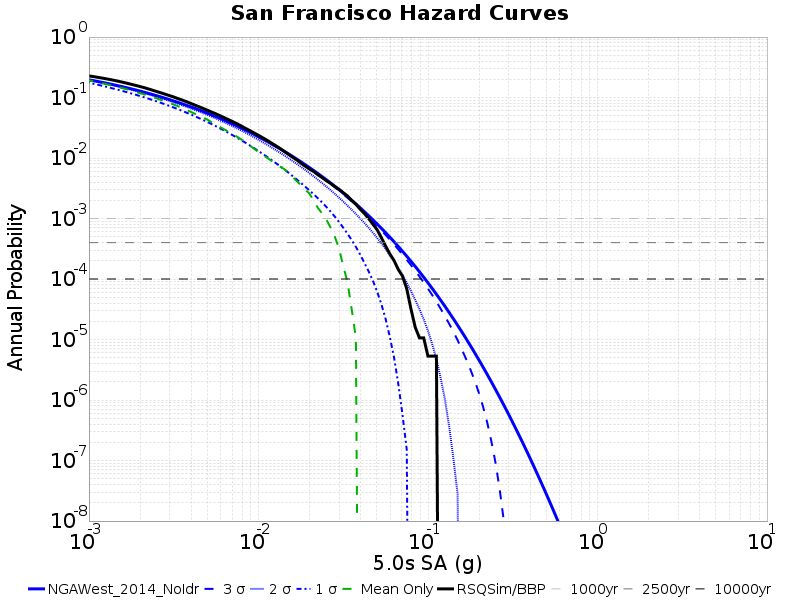 San Francisco Hazard Curves
10^0
10^-1
10^-2
10^-3
10^-4
10^-5
10^-6
10^-7
10^-8
Annual Probability
10^-3 10^-2 10^-1 10^0 10^1
5.0s SA (g)
NGAWest_2014_NoIdr 3 σ 2 σ 1 σ Mean Only RSQSim/BBP 1000yr 2500yr 10000yr